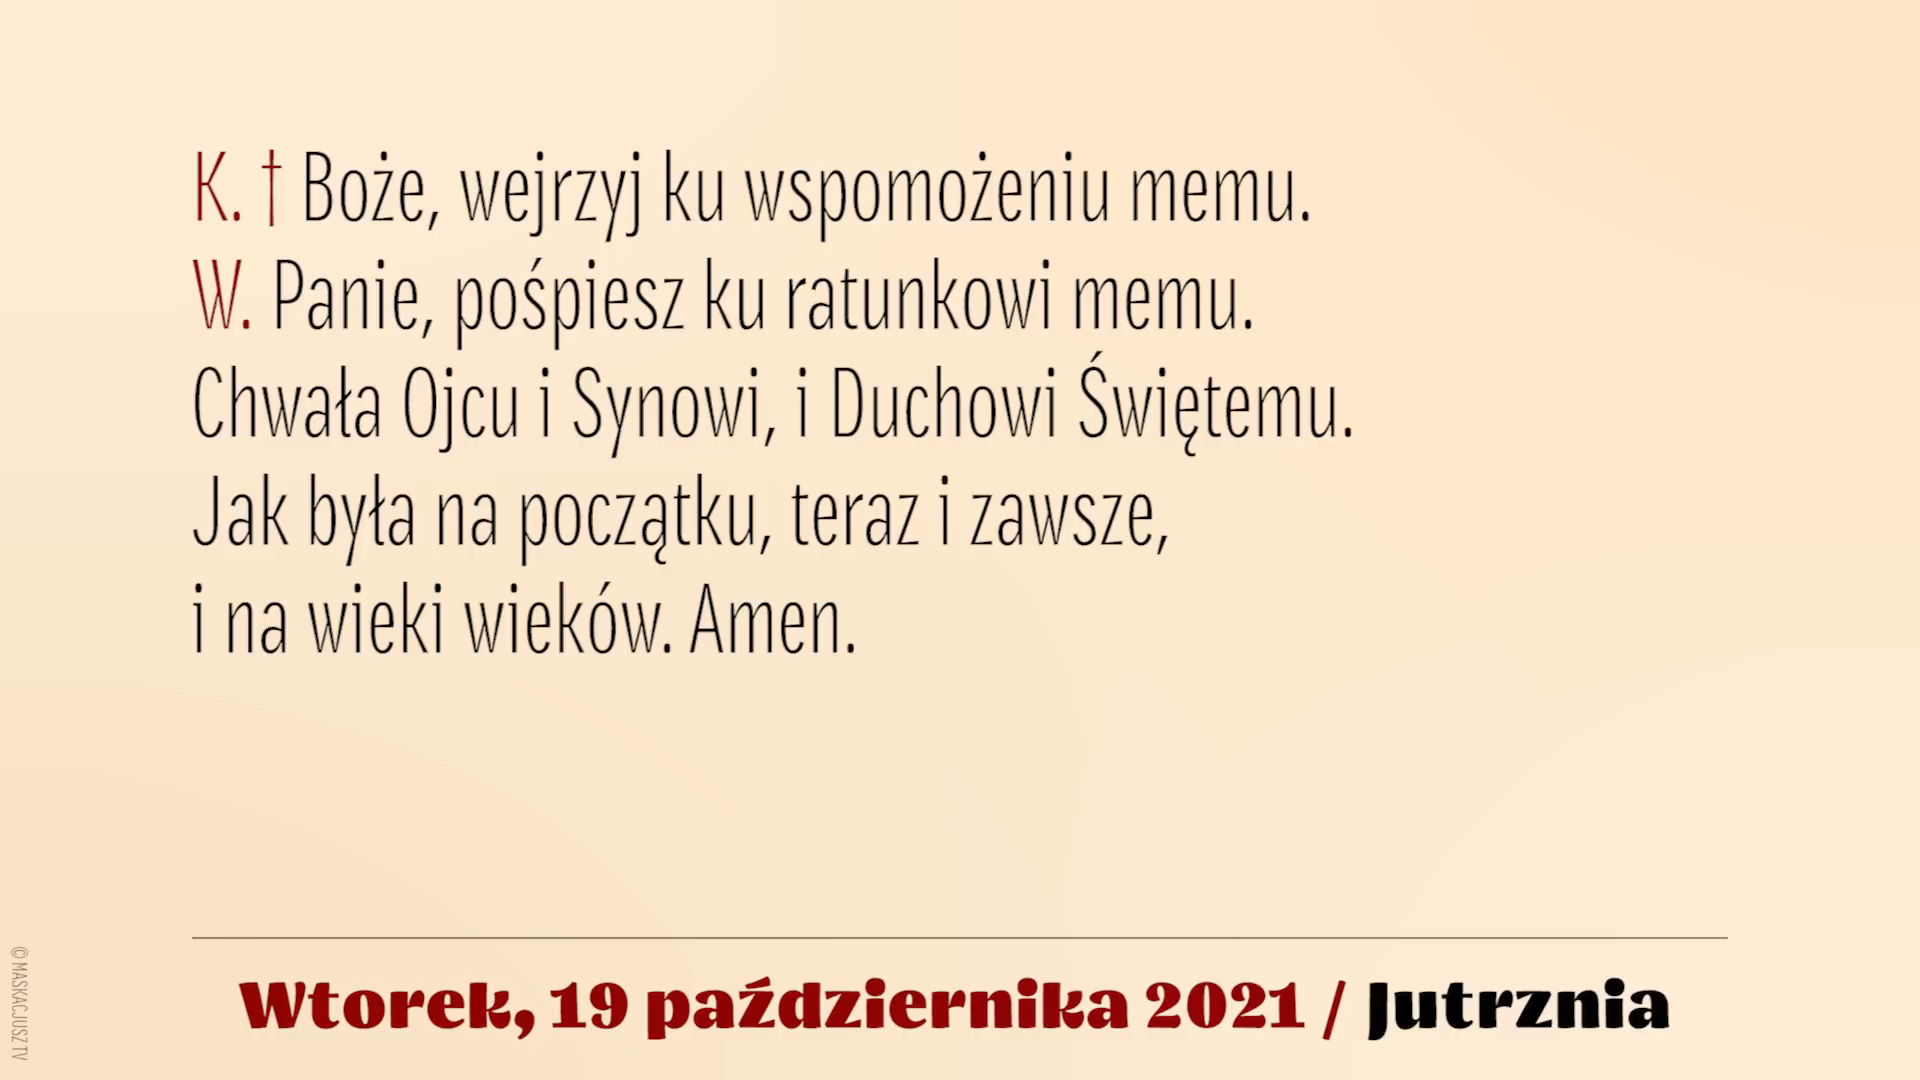 K. † Boże, wejrzyj ku wspomożeniu memu.
W. Panie, pośpiesz ku ratunkowi memu.
Chwała Ojcu i Synowi, i Duchowi Świętemu.
Jak była na początku, teraz i zawsze,
i na wieki wieków. Amen.
Wtorek, 19 października 2021 / Jutrznia
© MASKACJUSZ TV